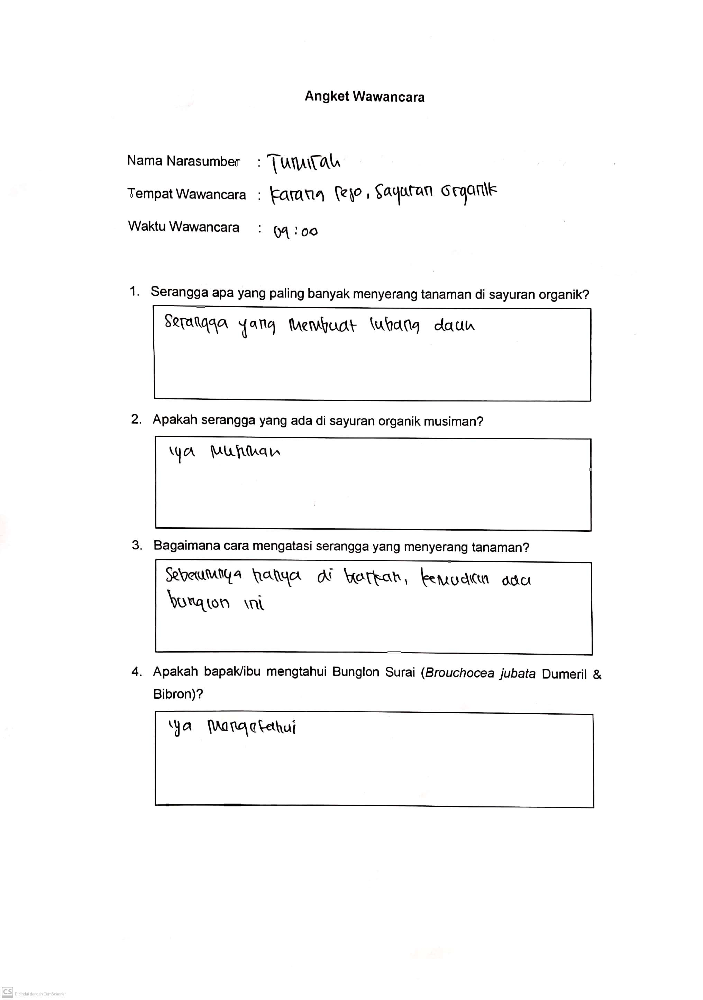 Angket Wawancara
Nama Narasumber : Tumirah
Tempat Wawancara : Karang rejo, Sayuran organik
Waktu Wawancara : 09:00
1. Serangga apa yang paling banyak menyerang tanaman di sayuran organik?
Serangga yang membuat lubang daun
2. Apakah serangga yang ada di sayuran organik musiman?
iya musiman
3. Bagaimana cara mengatasi serangga yang menyerang tanaman?
Sebelumnya hanya di biarkan, kemudian ada
bunglon ini
4. Apakah bapak/ibu mengtahui Bunglon Surai (Brouchocea jubata Dumeril &
Bibron)?
iya mengetahui
CS Dipindai dengan CamScanner